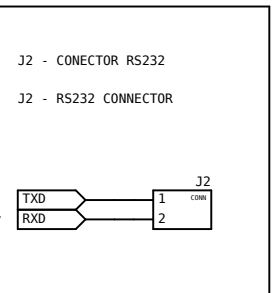 J2 - CONECTOR RS232
J2 - RS232 CONNECTOR
J2
TXD 1 CONN
RXD 2